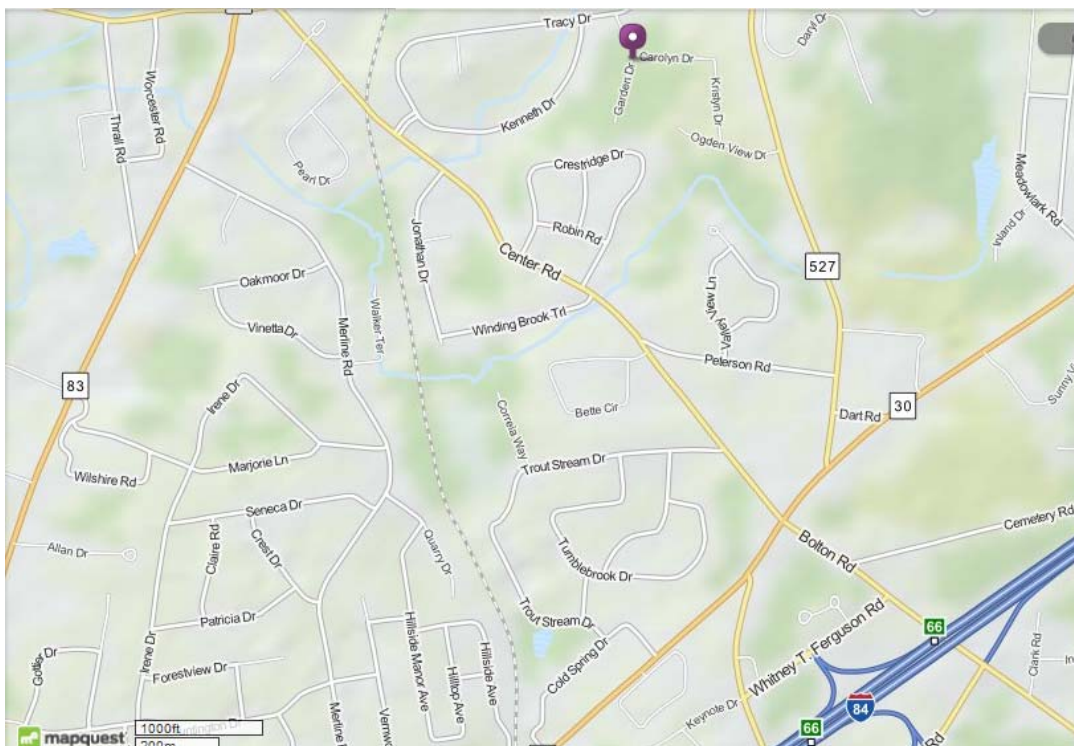 Tracy Dr
Daryl Dr
Carolyn Dr
Garden Dr
Kristyn Dr
Worcester Rd
Thrall Rd
Kenneth Dr
Ogden View Dr
Pearl Dr
Crestridge Dr
Meadowlark Rd
Jonathan Dr
Robin Rd
Inland Dr
Center Rd
527
Oakmoor Dr
Walker Ter
Valley View Ln
Vinetta Dr
Merline Rd
Winding Brook Trl
Peterson Rd
83
Irene Dr
30
Bette Cir
Dart Rd
Correia Way
Marjorie Ln
Trout Stream Dr
Wilshire Rd
Seneca Dr
Cemetery Rd
Allan Dr
Claire Rd
Crest Dr
Quarry Dr
Tumblebrook Dr
Bolton Rd
Patricia Dr
Trout Stream Dr
Whitney T. Ferguson Rd
66
Irene Dr
Hillside Manor Ave
Hilltop Ave
Hillside Ave
Clark Rd
Gotier Dr
Forestview Dr
Cold Spring Dr
Keynote Dr
84
66
Rd
mapquest
1000ft
200m